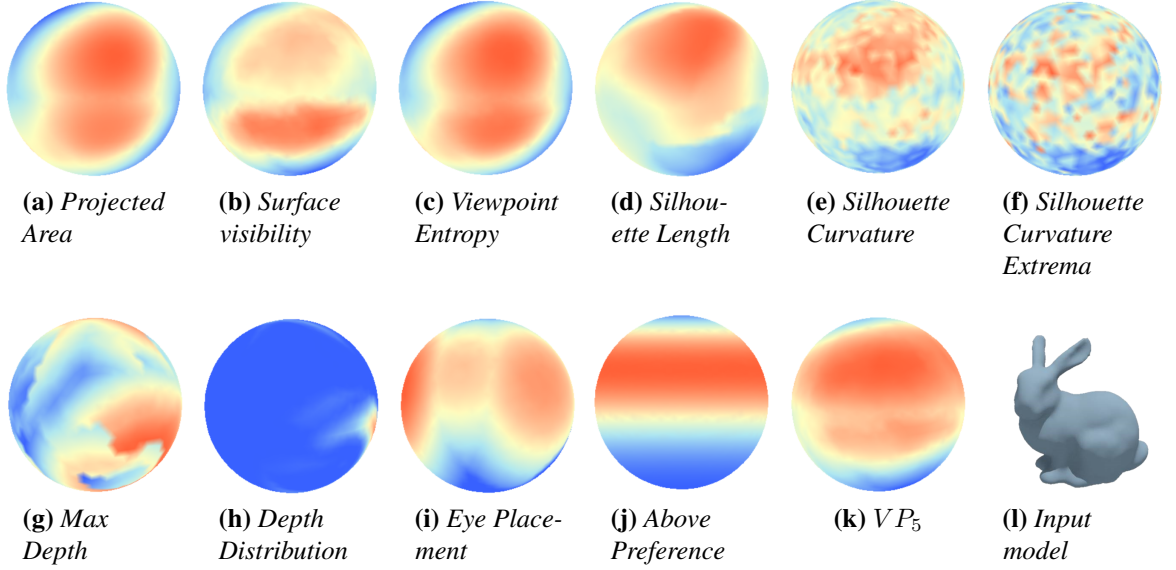 (a) Projected
Area
(b) Surface
visibility
(c) Viewpoint
Entropy
(d) Silhou-
ette Length
(e) Silhouette
Curvature
(f) Silhouette
Curvature
Extrema
(g) Max
Depth
(h) Depth
Distribution
(i) Eye Place-
ment
(j) Above
Preference
(k) VP₅
(l) Input
model